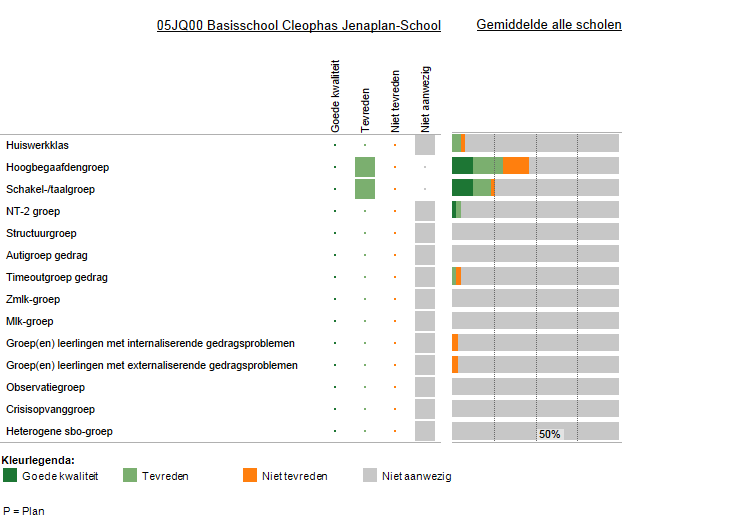 05JQ00 Basisschool Cleophas Jenaplan-School
Gemiddelde alle scholen
Goede kwaliteit
Tevreden
Niet tevreden
Niet aanwezig
Huiswerkklas
Hoogbegaafdengroep
Schakel-/taalgroep
NT-2 groep
Structuurgroep
Autigroep gedrag
Timeoutgroep gedrag
Zmlk-groep
Mlk-groep
Groep(en) leerlingen met internaliserende gedragsproblemen
Groep(en) leerlingen met externaliserende gedragsproblemen
Observatiegroep
Crisisopvanggroep
Heterogene sbo-groep
50%
Kleurlegenda:
Goede kwaliteit
Tevreden
Niet tevreden
Niet aanwezig
P = Plan